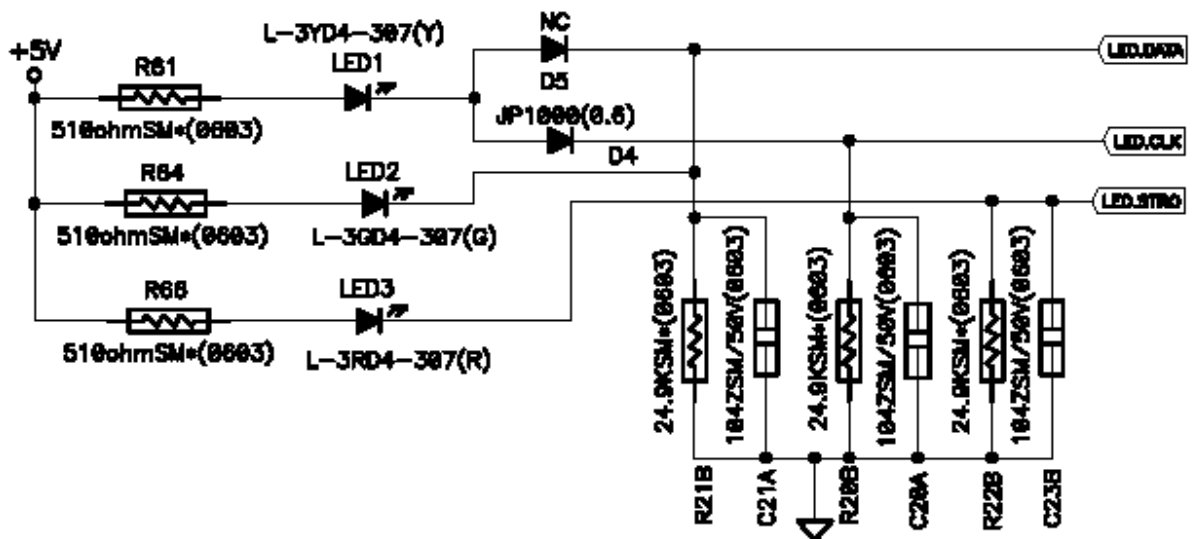 NC
L-3YD4-307(Y)
+5V
LED.DATA
R61
LED1
D5
510ohmSM*(0603)
JP1000(0.6)
LED.CLK
D4
R64
LED2
LED.STRO
510ohmSM*(0603)
L-3GD4-307(G)
R66
LED3
510ohmSM*(0603)
L-3RD4-307(R)
24.9KSM*(0603)
104ZSM/50V(0603)
24.9KSM*(0603)
104ZSM/50V(0603)
24.9KSM*(0603)
104ZSM/50V(0603)
R21B
C21A
R20B
C20A
R22B
C23B